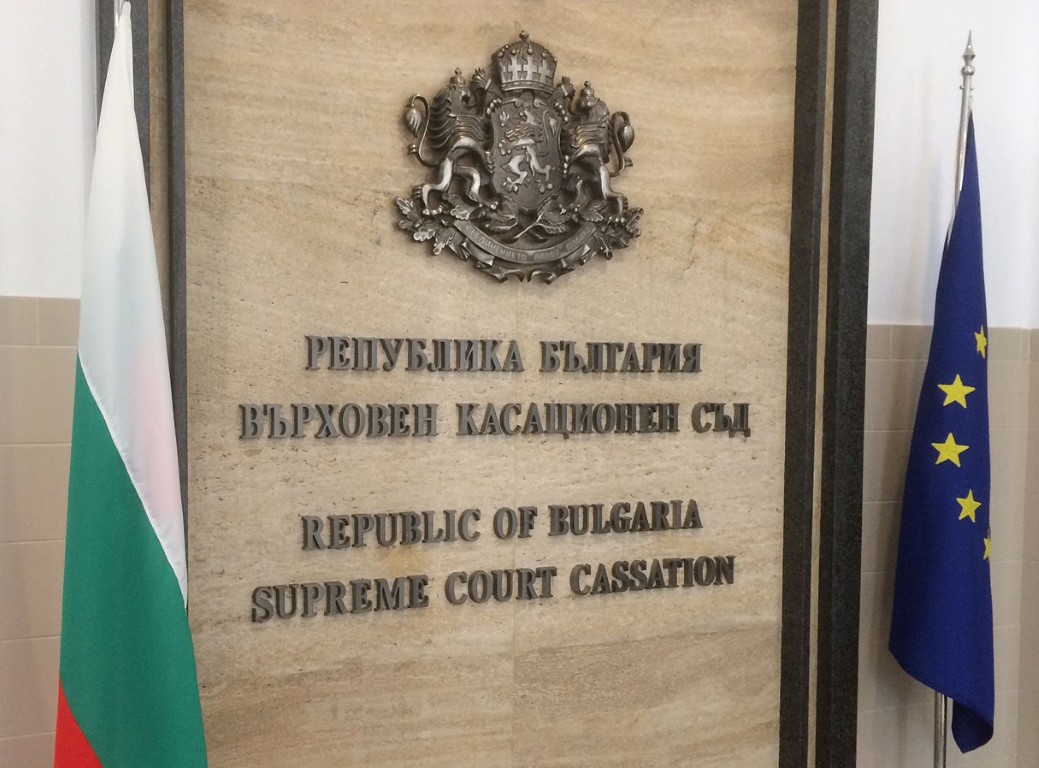 РЕПУБЛИКА БЪЛГАРИЯ
ВЪРХОВЕН КАСАЦИОНЕН СЪД
REPUBLIC OF BULGARIA
SUPREME COURT CASSATION